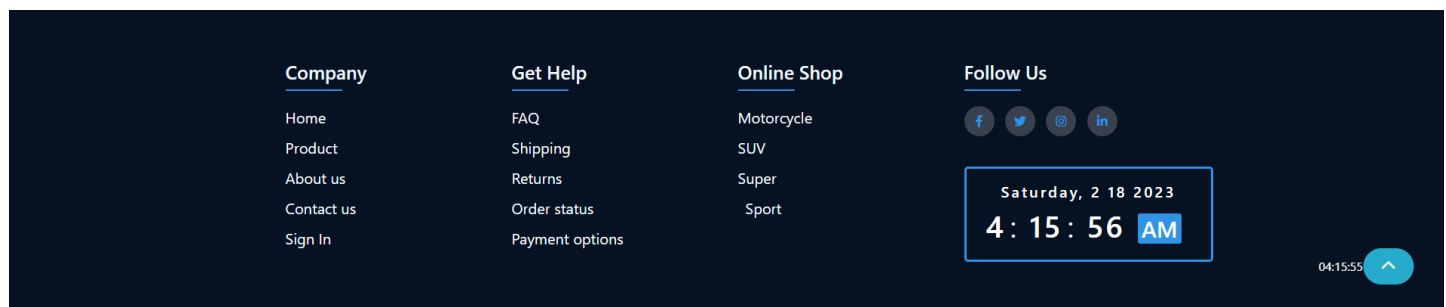 Company
Home
Product
About us
Contact us
Sign In
Get Help
FAQ
Shipping
Returns
Order status
Payment options
Online Shop
Motorcycle
SUV
Super
Sport
Follow Us
Saturday, 2 18 2023
4 : 15 : 56 AM
04:15:55